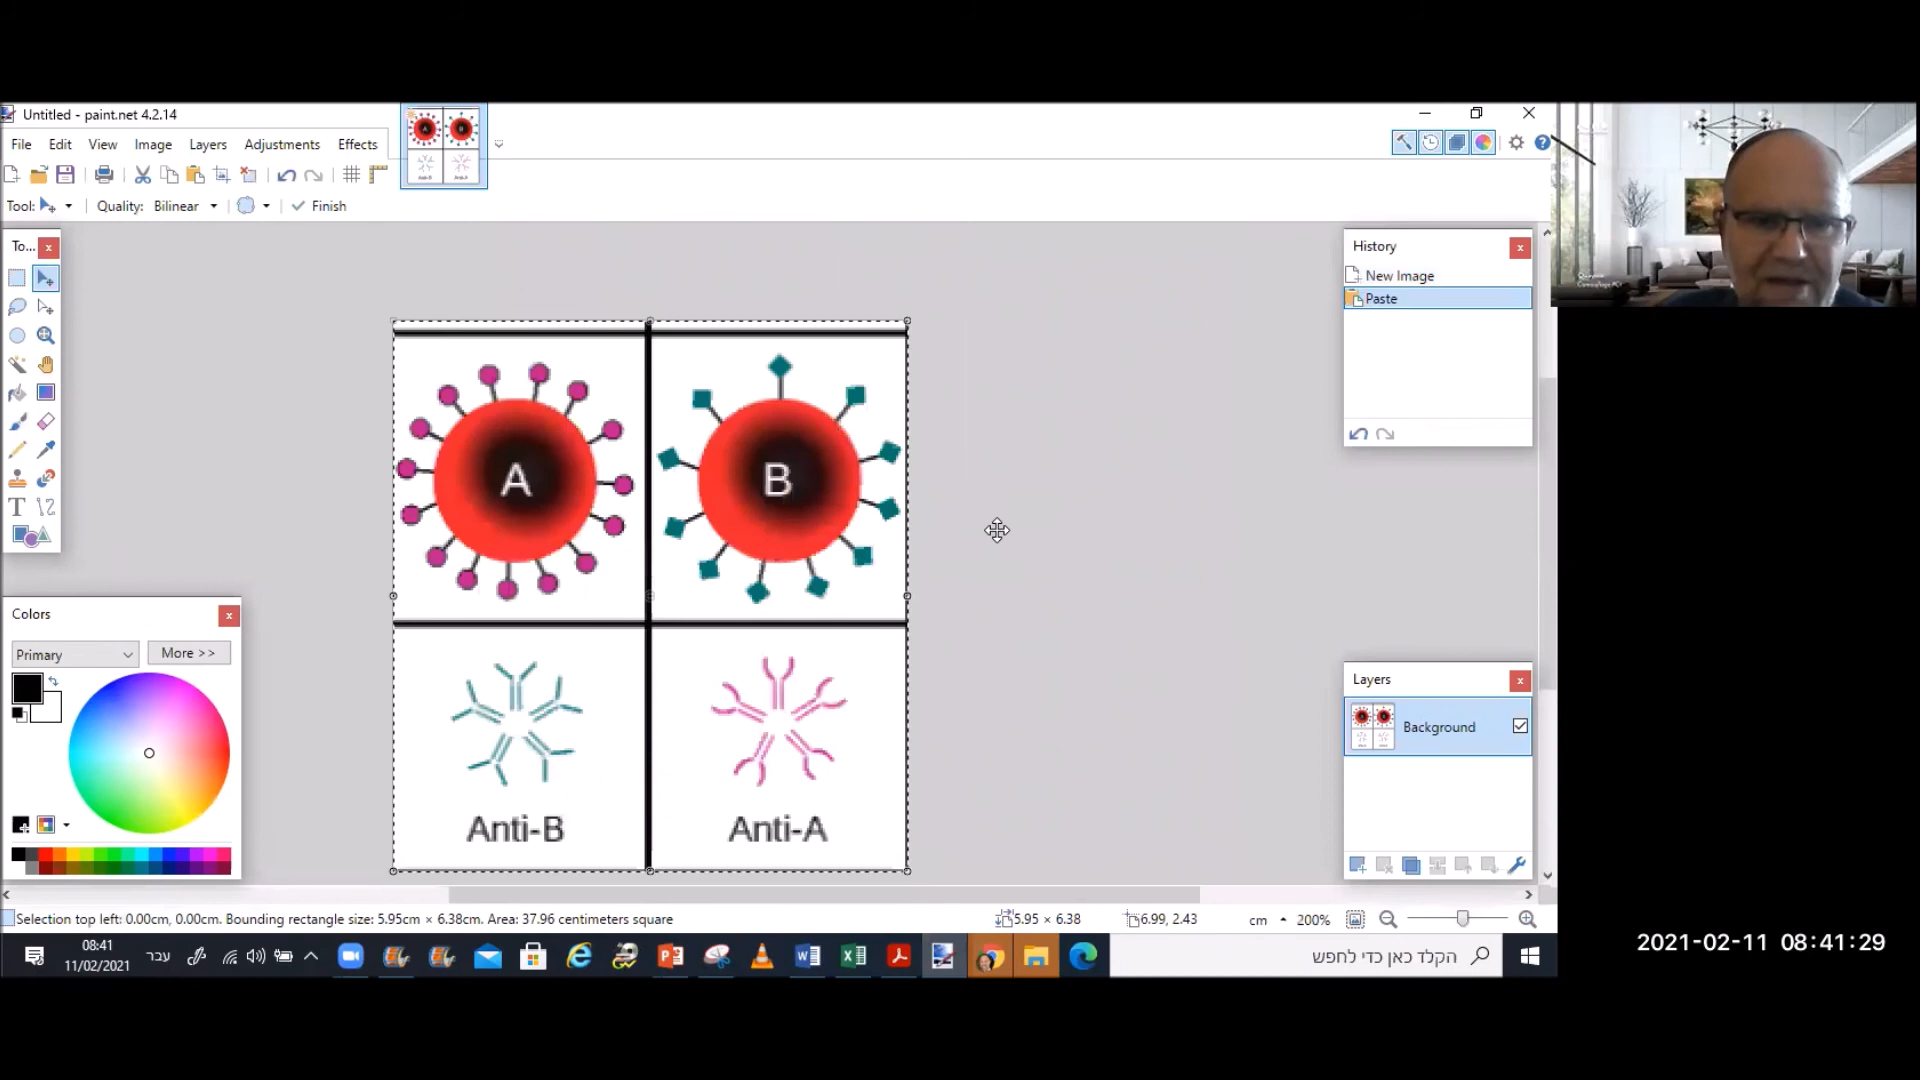 Untitled - paint.net 4.2.14
File Edit View Image Layers Adjustments Effects
Tool: Quality: Bilinear Finish
To...
History
New Image
Paste
A
B
Anti-B
Anti-A
Colors
Primary
More >>
Layers
Background
Selection top left: 0.00cm, 0.00cm. Bounding rectangle size: 5.95cm × 6.38cm. Area: 37.96 centimeters square
5.95 × 6.38
6.99, 2.43
cm
200%
08:41
11/02/2021
עבר
הקלד כאן כדי לחפש
2021-02-11 08:41:29